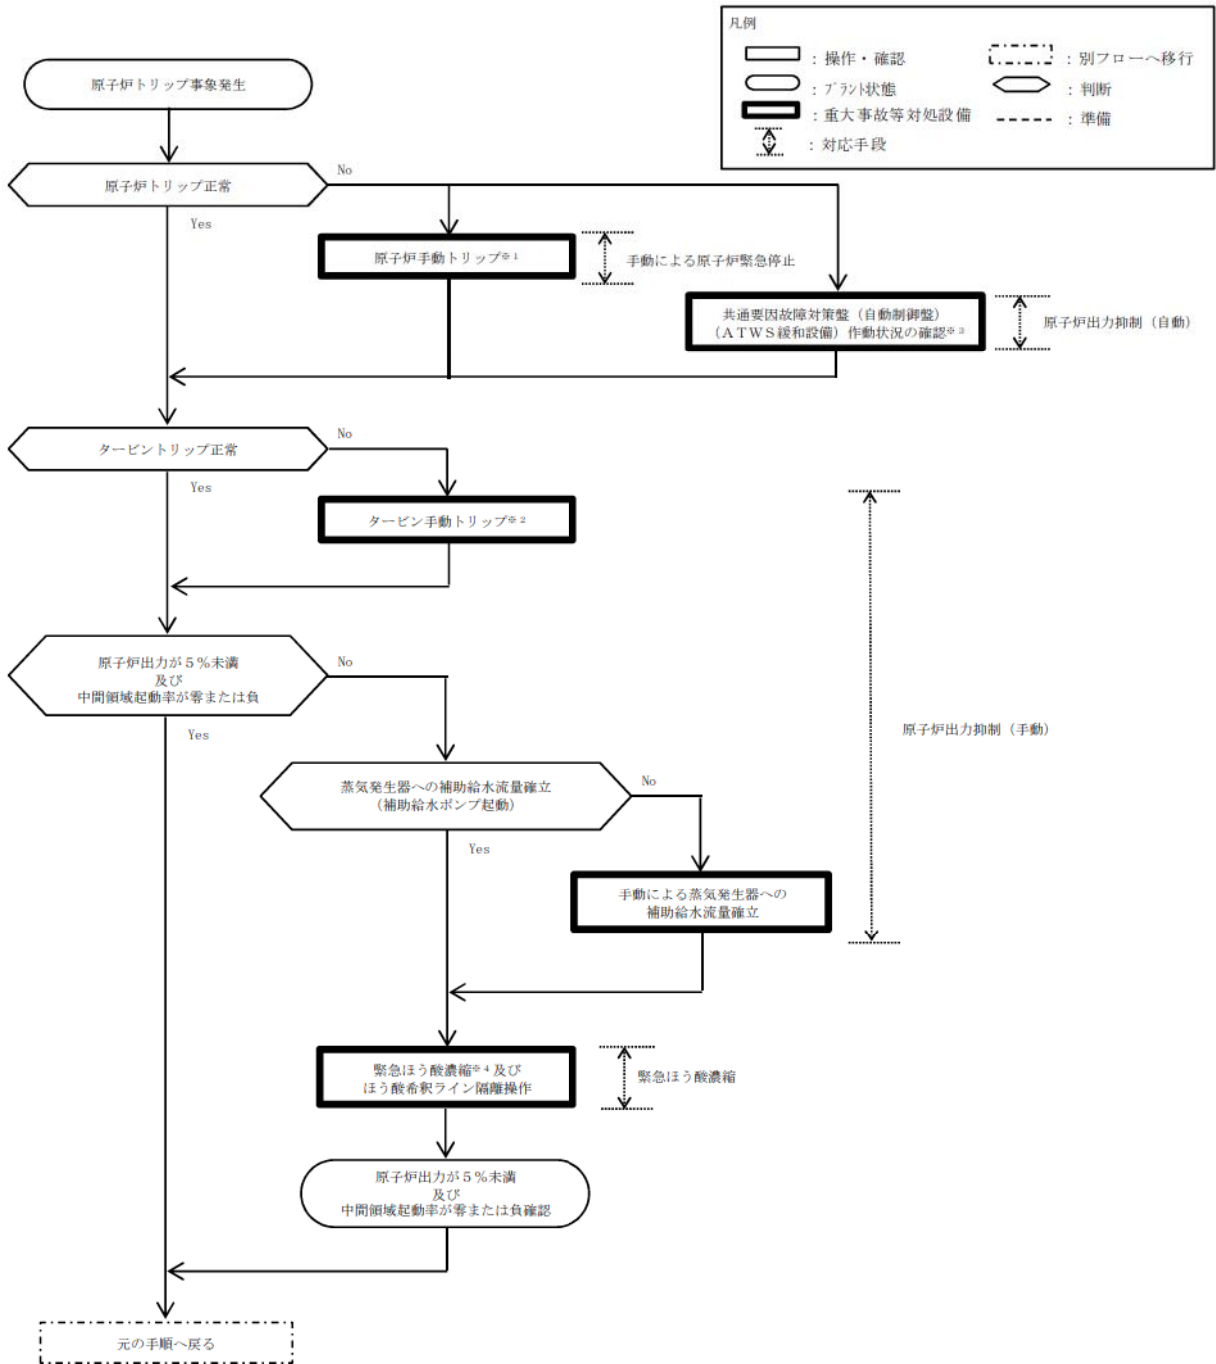 凡例
：操作・確認
：別フローへ移行
：プラント状態
：判断
：重大事故等対処設備
：準備
：対応手段
原子炉トリップ事象発生
原子炉トリップ正常
No
Yes
原子炉手動トリップ※1
手動による原子炉緊急停止
共通要因故障対策盤（自動制御盤）
（ＡＴＷＳ緩和設備）作動状況の確認※3
原子炉出力抑制（自動）
タービントリップ正常
No
Yes
タービン手動トリップ※2
原子炉出力が５％未満
及び
中間領域起動率が零または負
No
Yes
原子炉出力抑制（手動）
蒸気発生器への補助給水流量確立
（補助給水ポンプ起動）
No
Yes
手動による蒸気発生器への
補助給水流量確立
緊急ほう酸濃縮※4及び
ほう酸希釈ライン隔離操作
緊急ほう酸濃縮
原子炉出力が５％未満
及び
中間領域起動率が零または負確認
元の手順へ戻る